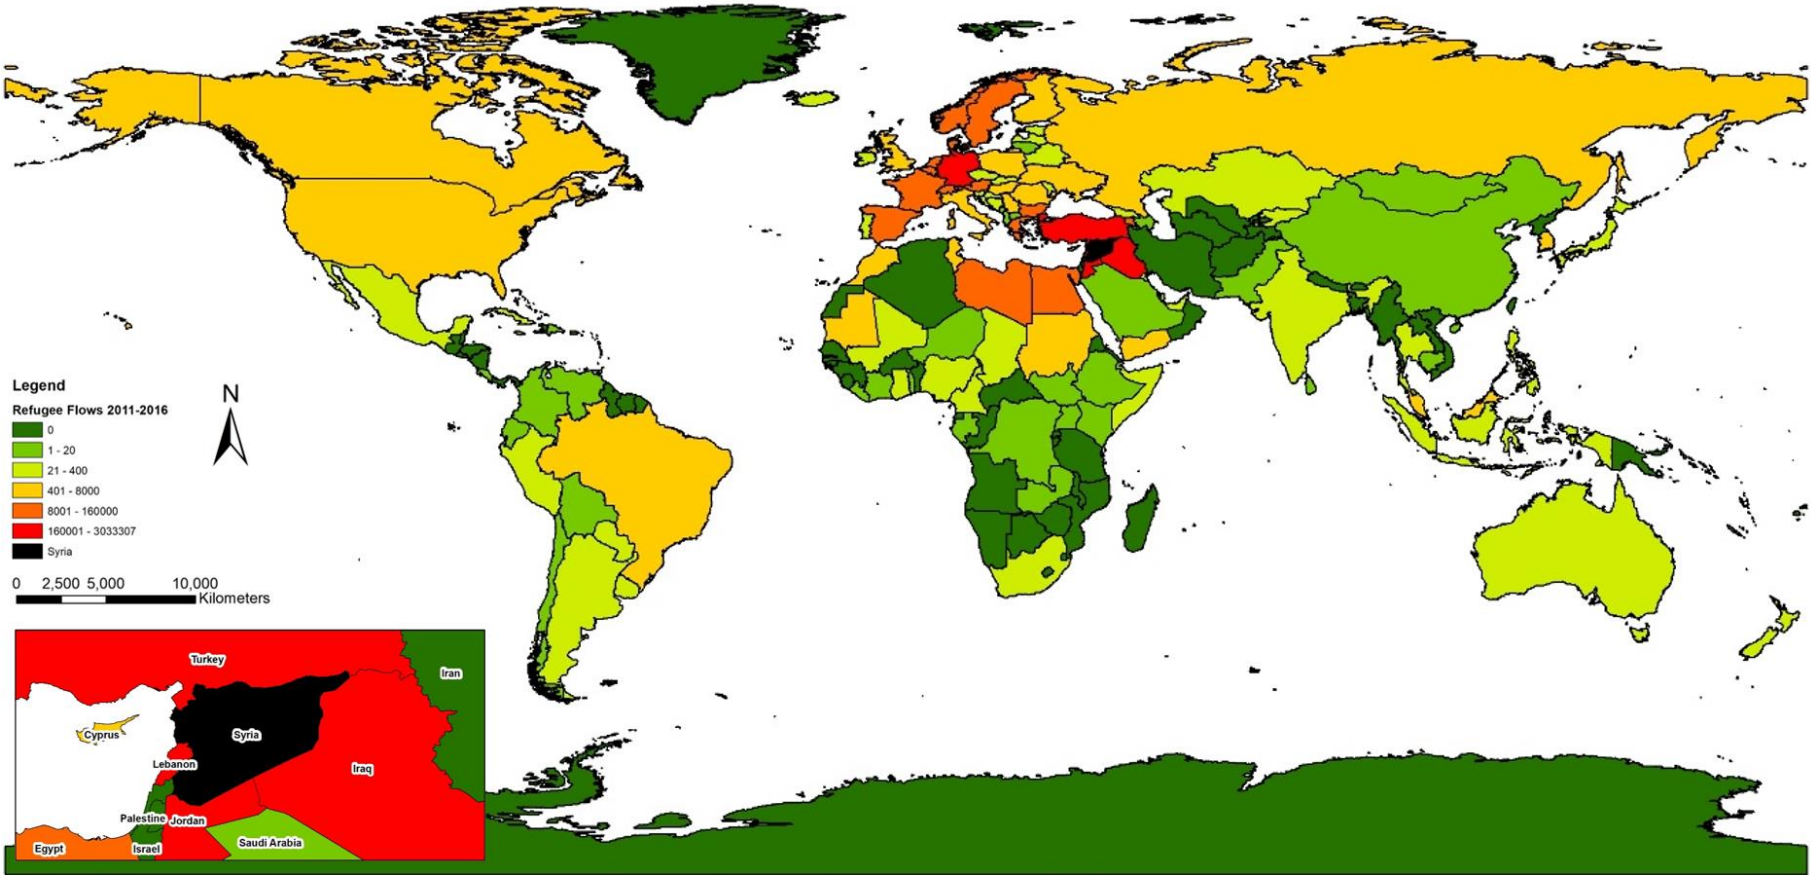 N
Legend
Refugee Flows 2011-2016
0
1 - 20
21 - 400
401 - 8000
8001 - 160000
160001 - 3033307
Syria
0 2,500 5,000 10,000
Kilometers
Turkey
Iran
Cyprus
Syria
Lebanon
Iraq
Palestine
Jordan
Egypt
Israel
Saudi Arabia